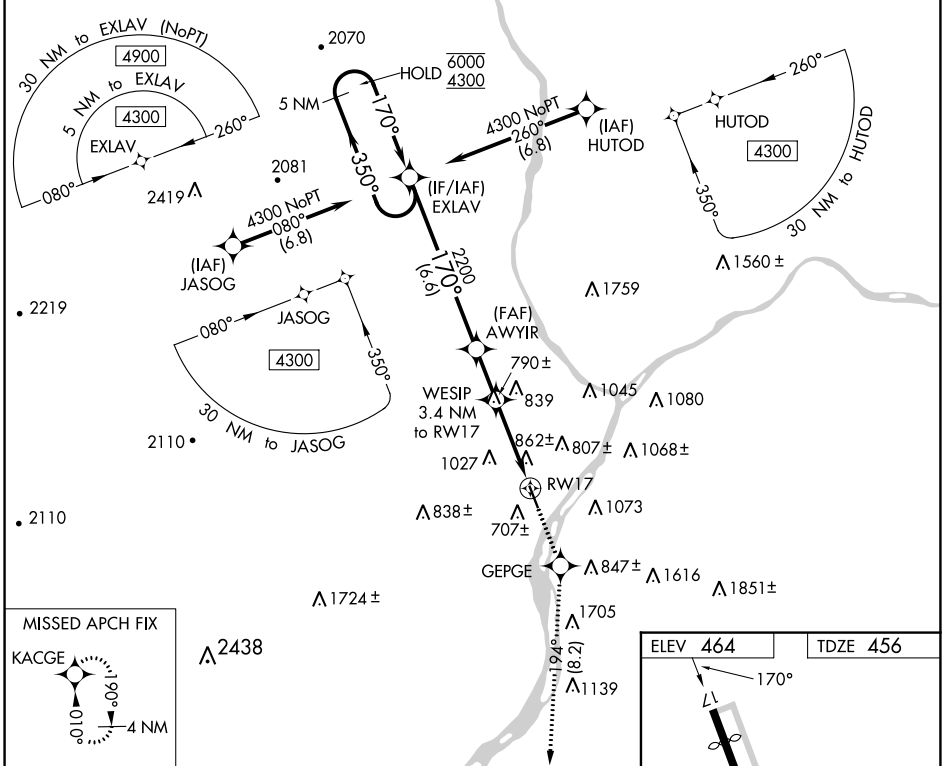 30 NM to EXLAV (NoPT)
4900
5 NM to EXLAV
4300
EXLAV
260°
080°
2070
HOLD 6000
4300
5 NM
170°
350°
4300 NoPT
260°
(6.8)
(IAF)
HUTOD
260°
HUTOD
4300
350°
30 NM to HUTOD
2419
2081
(IF/IAF)
EXLAV
4300 NoPT
080°
(6.8)
(IAF)
JASOG
2200
170°
(6.6)
1560 ±
1759
2219
080°
JASOG
4300
350°
30 NM to JASOG
(FAF)
AWYIR
790 ±
WESIP
3.4 NM
to RW17
839
1045
1080
2110
862±
807±
1068±
1027
RW17
2110
838±
707±
1073
GEPGE
847±
1616
1851±
1724 ±
1705
194°
(8.2)
1139
MISSED APCH FIX
KACGE
190°
010°
4 NM
2438
ELEV 464
TDZE 456
170°
17